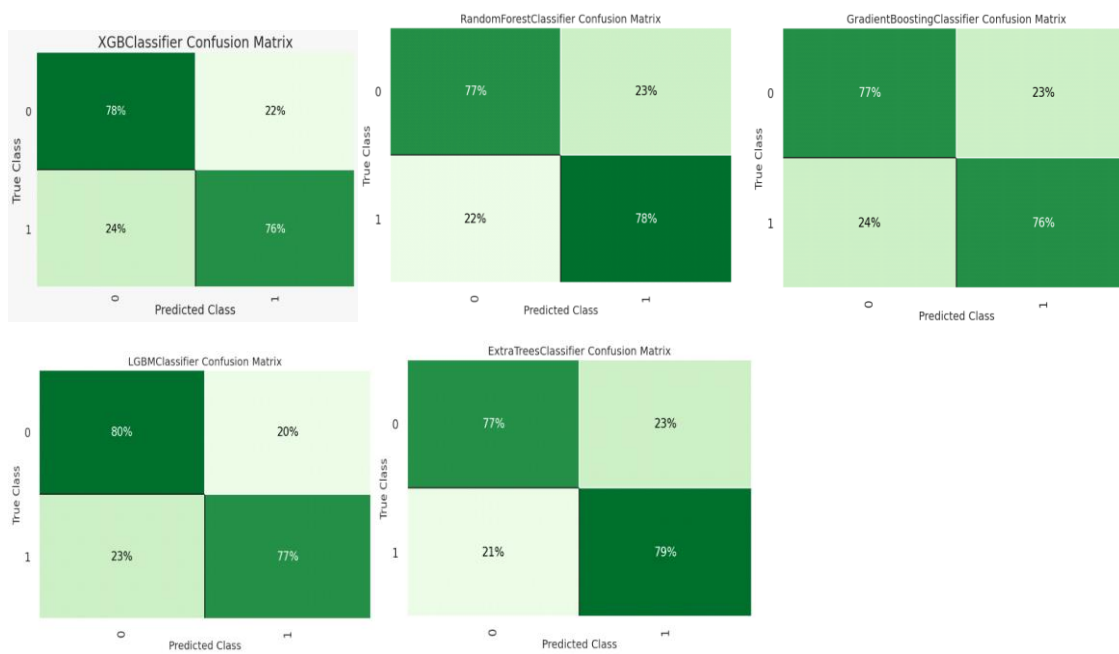 XGBClassifier Confusion Matrix
0
78%
22%
True Class
1
24%
76%
0
1
Predicted Class
RandomForestClassifier Confusion Matrix
0
77%
23%
True Class
1
22%
78%
0
1
Predicted Class
GradientBoostingClassifier Confusion Matrix
0
77%
23%
True Class
1
24%
76%
0
1
Predicted Class
LGBMClassifier Confusion Matrix
0
80%
20%
True Class
1
23%
77%
0
1
Predicted Class
ExtraTreesClassifier Confusion Matrix
0
77%
23%
True Class
1
21%
79%
0
1
Predicted Class